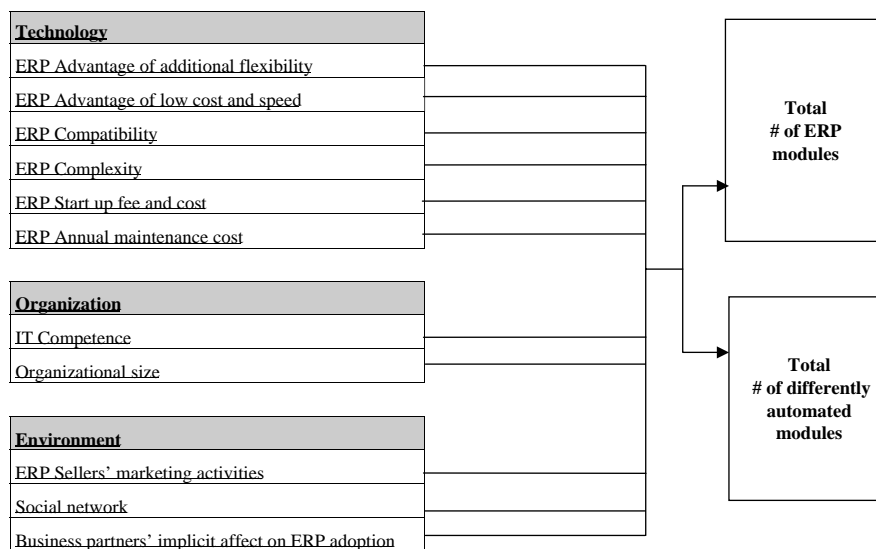 Technology
ERP Advantage of additional flexibility
ERP Advantage of low cost and speed
ERP Compatibility
ERP Complexity
ERP Start up fee and cost
ERP Annual maintenance cost
Organization
IT Competence
Organizational size
Environment
ERP Sellers’ marketing activities
Social network
Business partners’ implicit affect on ERP adoption
Total
# of ERP
modules
Total
# of differently
automated
modules